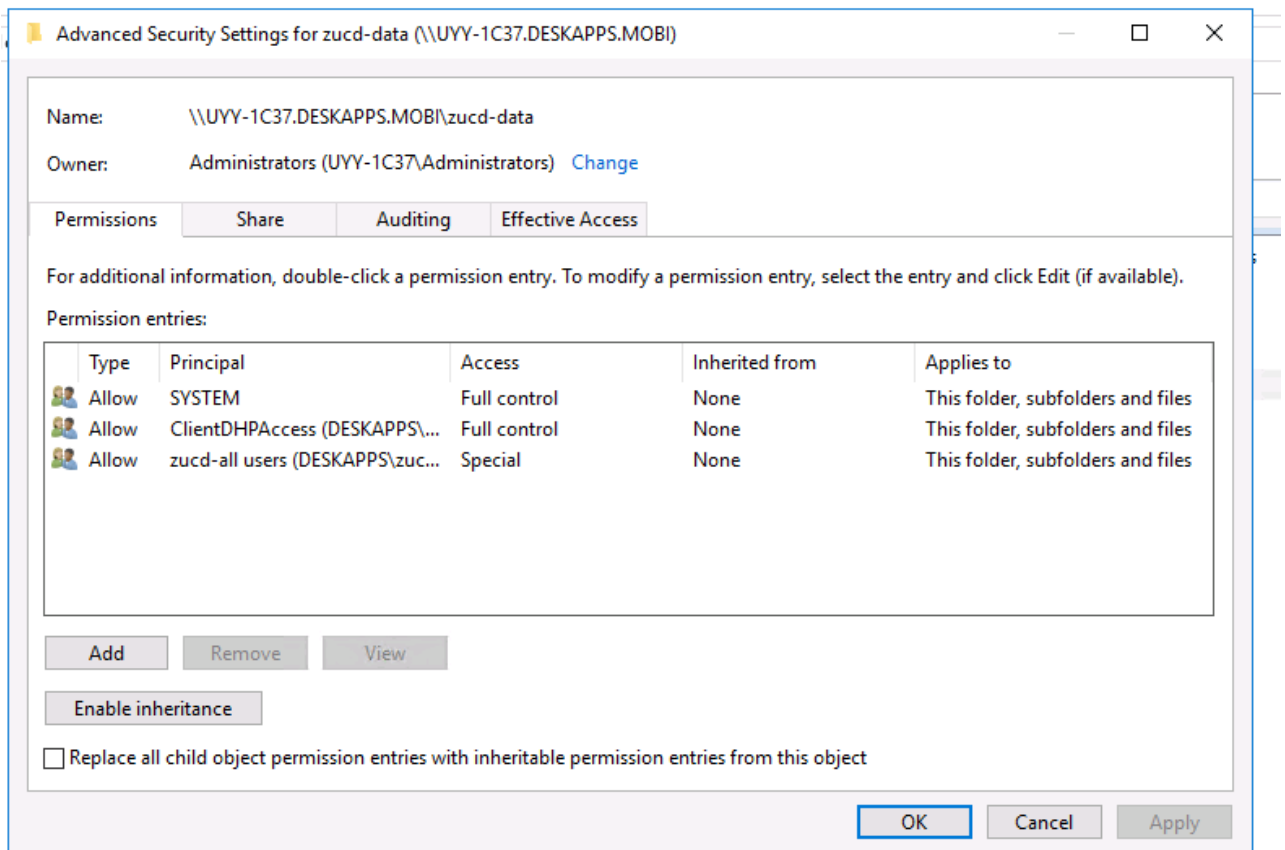 Advanced Security Settings for zucd-data (\\UYY-1C37.DESKAPPS.MOBI)
Name: \\UYY-1C37.DESKAPPS.MOBI\zucd-data
Owner: Administrators (UYY-1C37\Administrators) Change
Permissions Share Auditing Effective Access
For additional information, double-click a permission entry. To modify a permission entry, select the entry and click Edit (if available).
Permission entries:
Type Principal Access Inherited from Applies to
Allow SYSTEM Full control None This folder, subfolders and files
Allow ClientDHPAccess (DESKAPPS\... Full control None This folder, subfolders and files
Allow zucd-all users (DESKAPPS\zuc... Special None This folder, subfolders and files
Add Remove View
Enable inheritance
Replace all child object permission entries with inheritable permission entries from this object
OK Cancel Apply